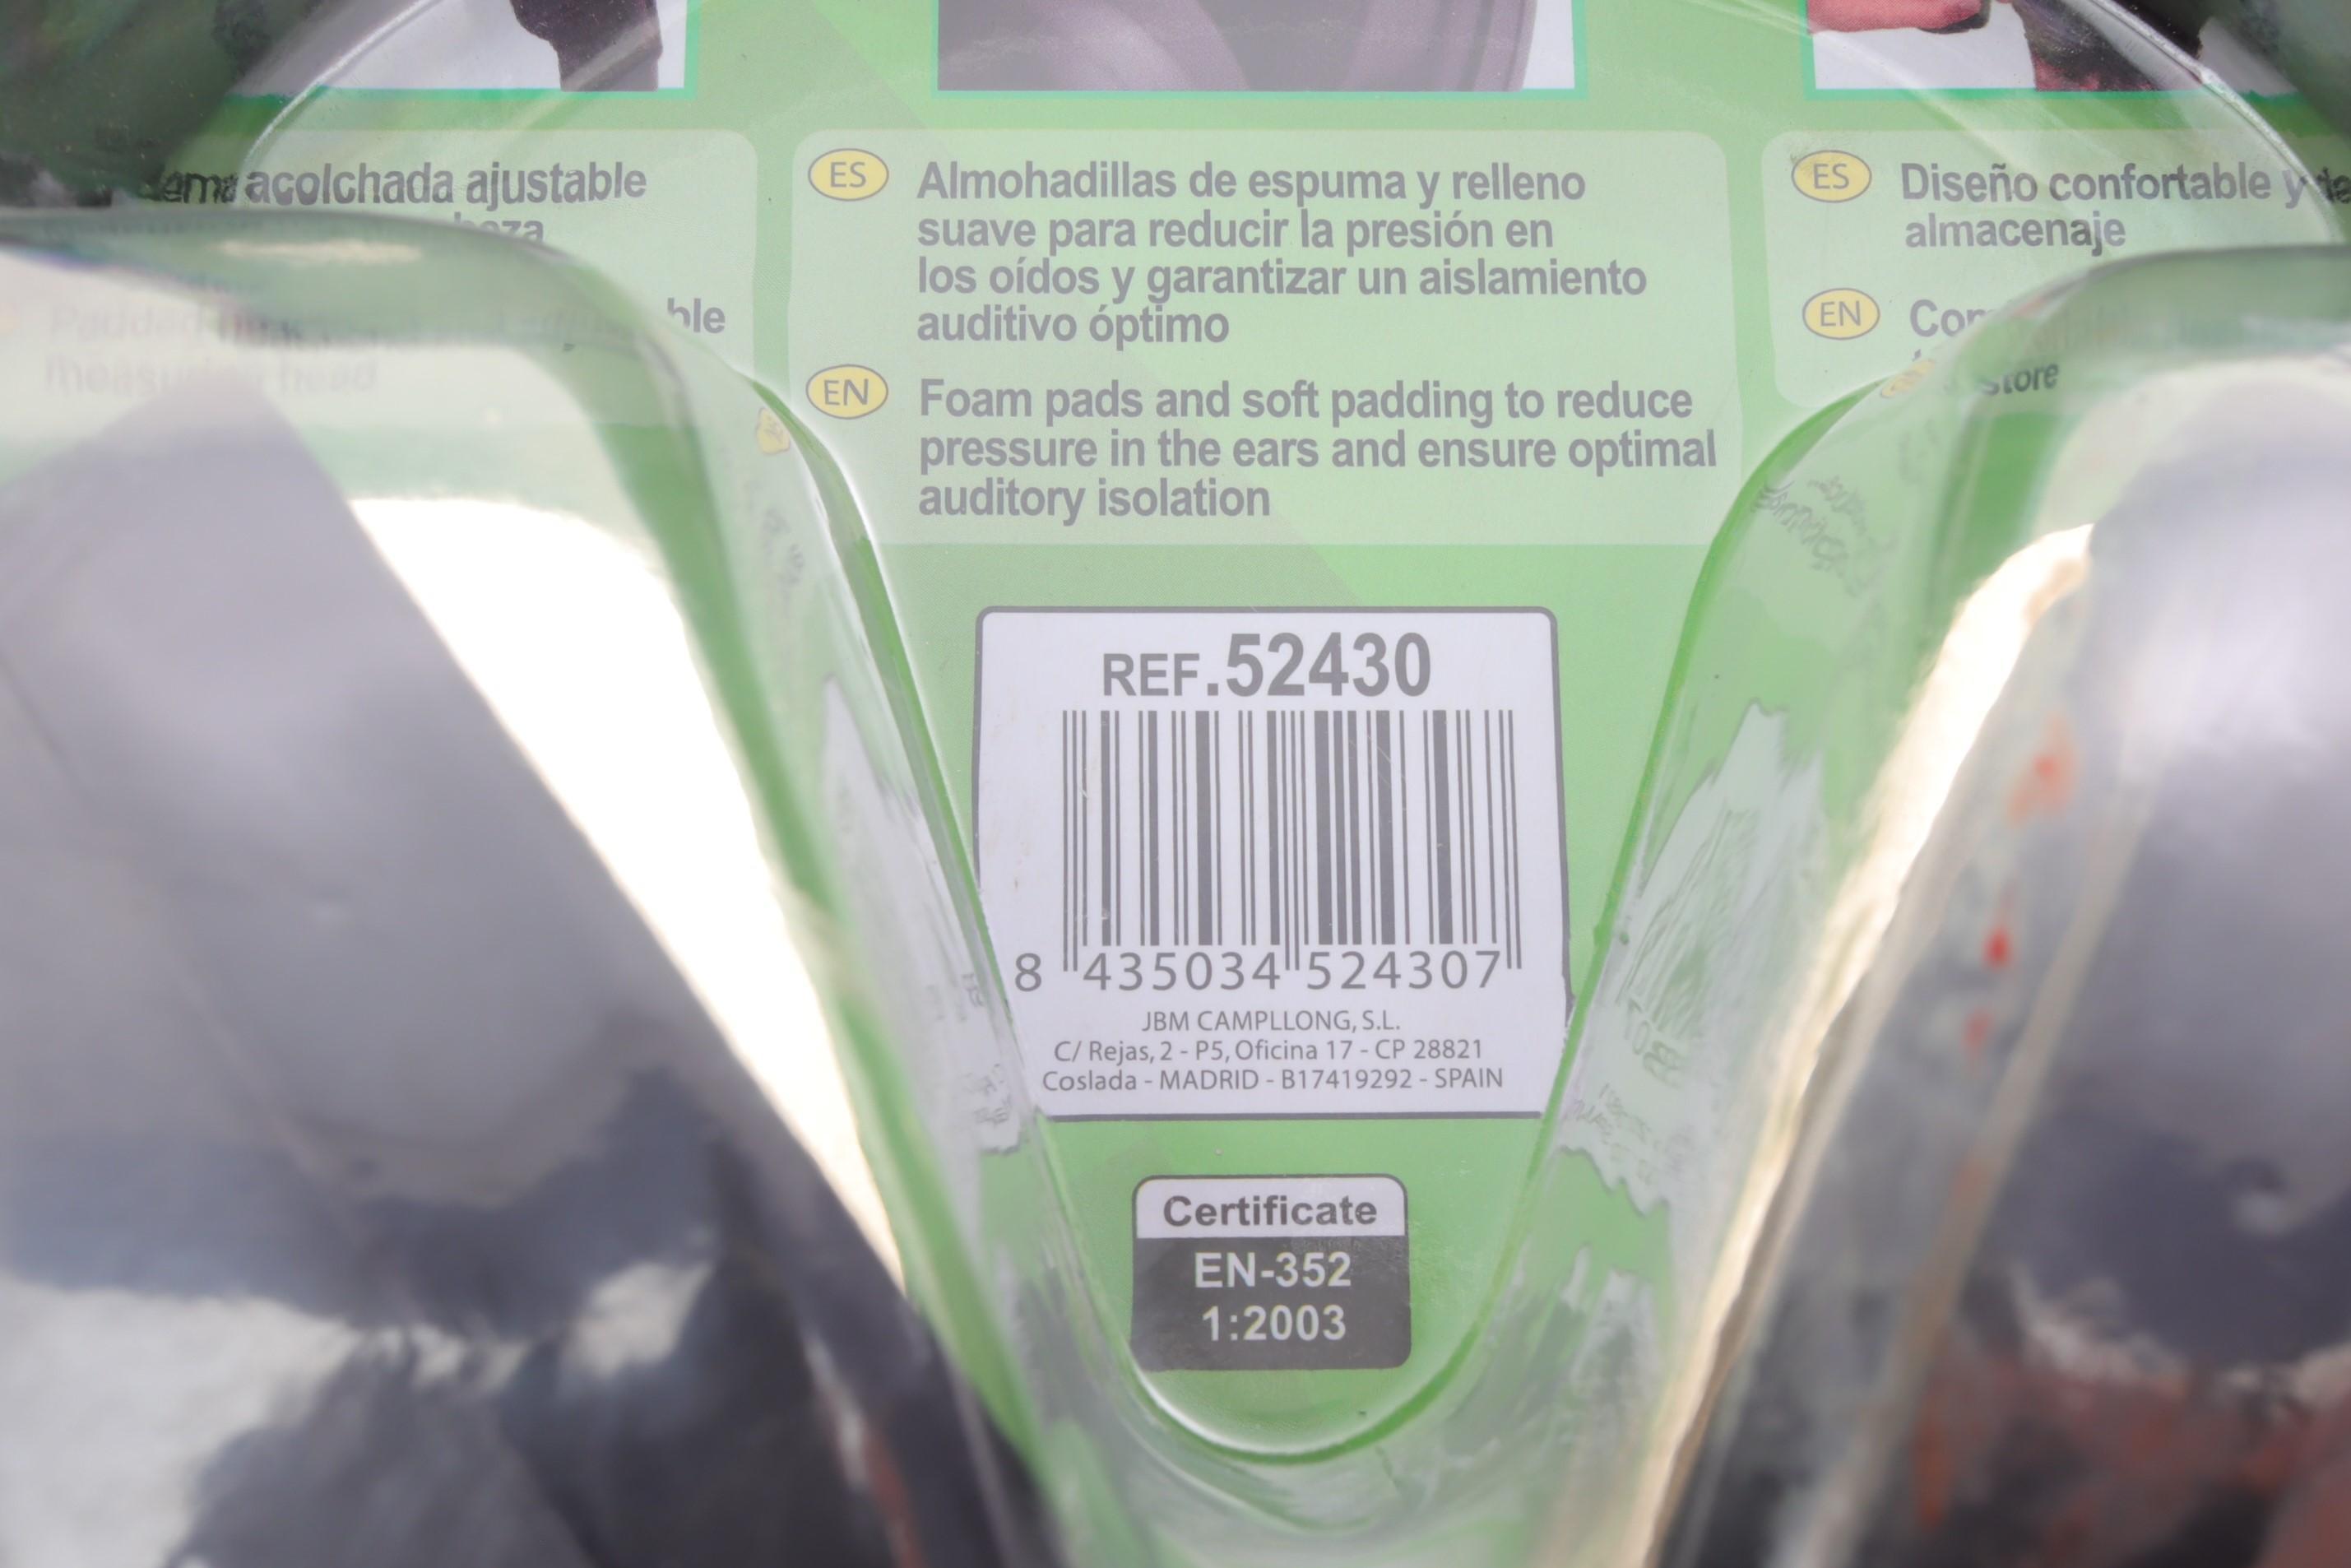 acolchada ajustable
ES Almohadillas de espuma y relleno
suave para reducir la presión en
los oídos y garantizar un aislamiento
auditivo óptimo
EN Foam pads and soft padding to reduce
pressure in the ears and ensure optimal
auditory isolation
ES Diseño confortable y
almacenaje
EN
store
REF.52430
8 435034 524307
JBM CAMPLLONG, S.L.
C/ Rejas, 2 - P5, Oficina 17 - CP 28821
Coslada - MADRID - B17419292 - SPAIN
Certificate
EN-352
1:2003